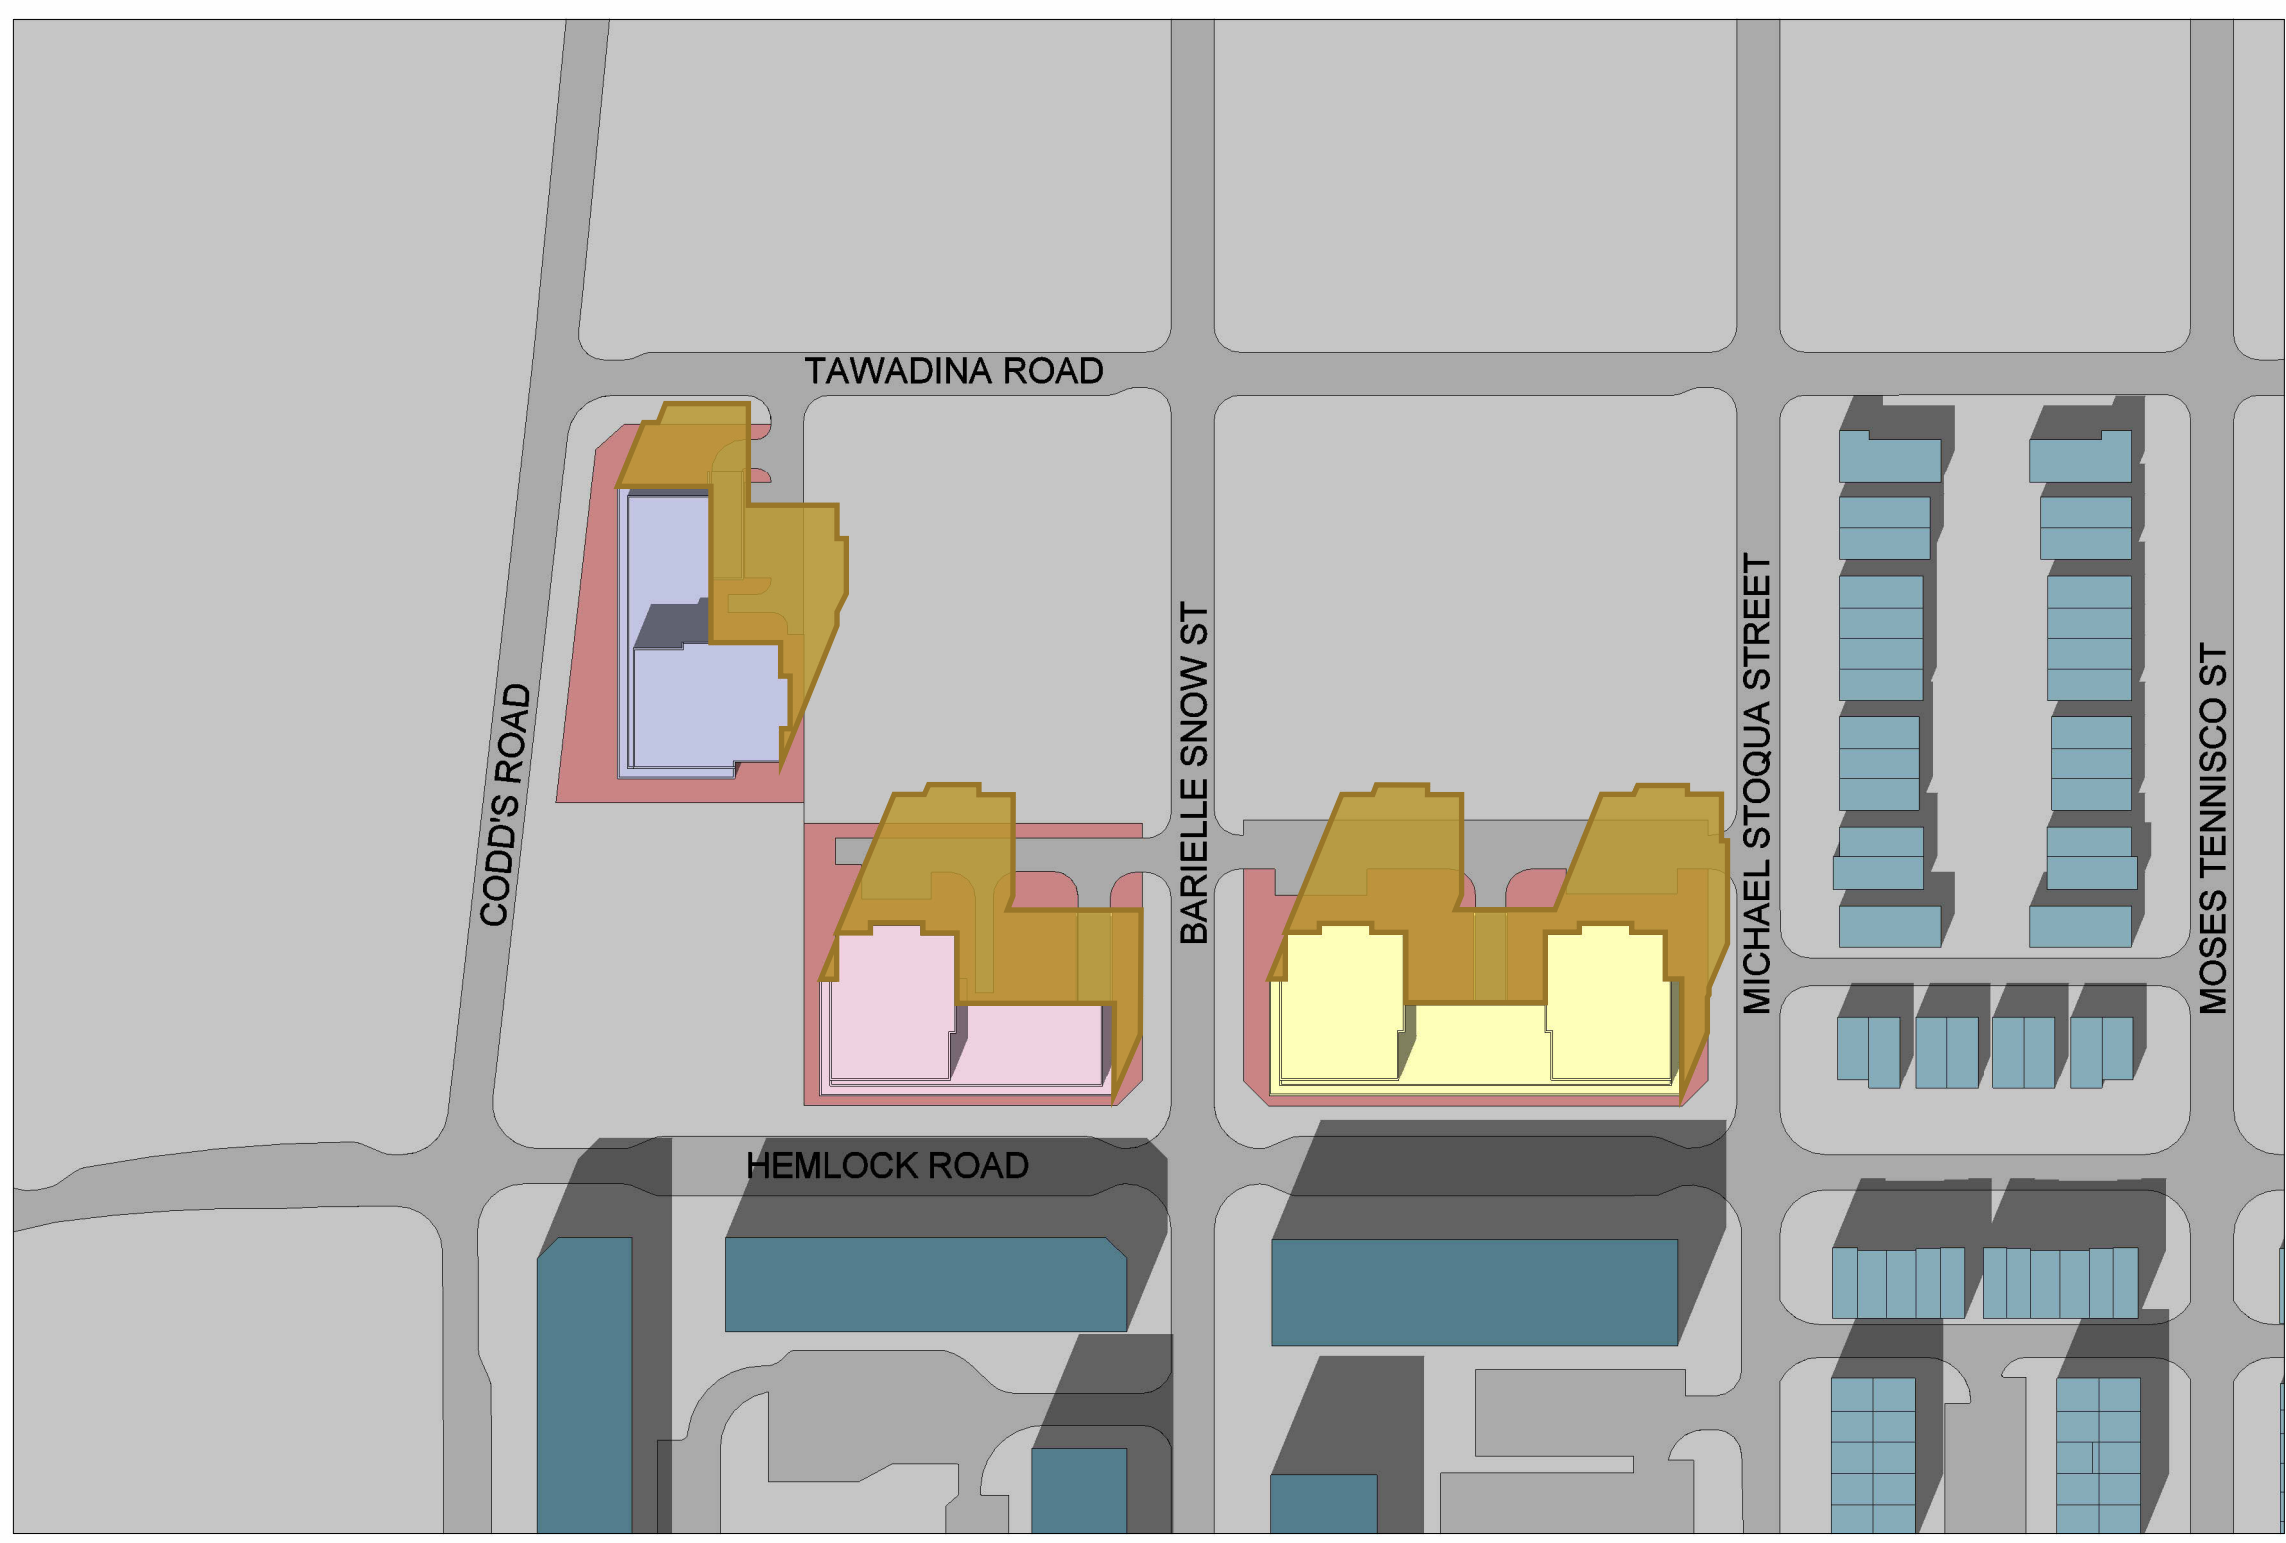 TAWADINA ROAD
CODD'S ROAD
BARIELLE SNOW ST
MICHAEL STOQUA STREET
MOSES TENNISCO ST
HEMLOCK ROAD